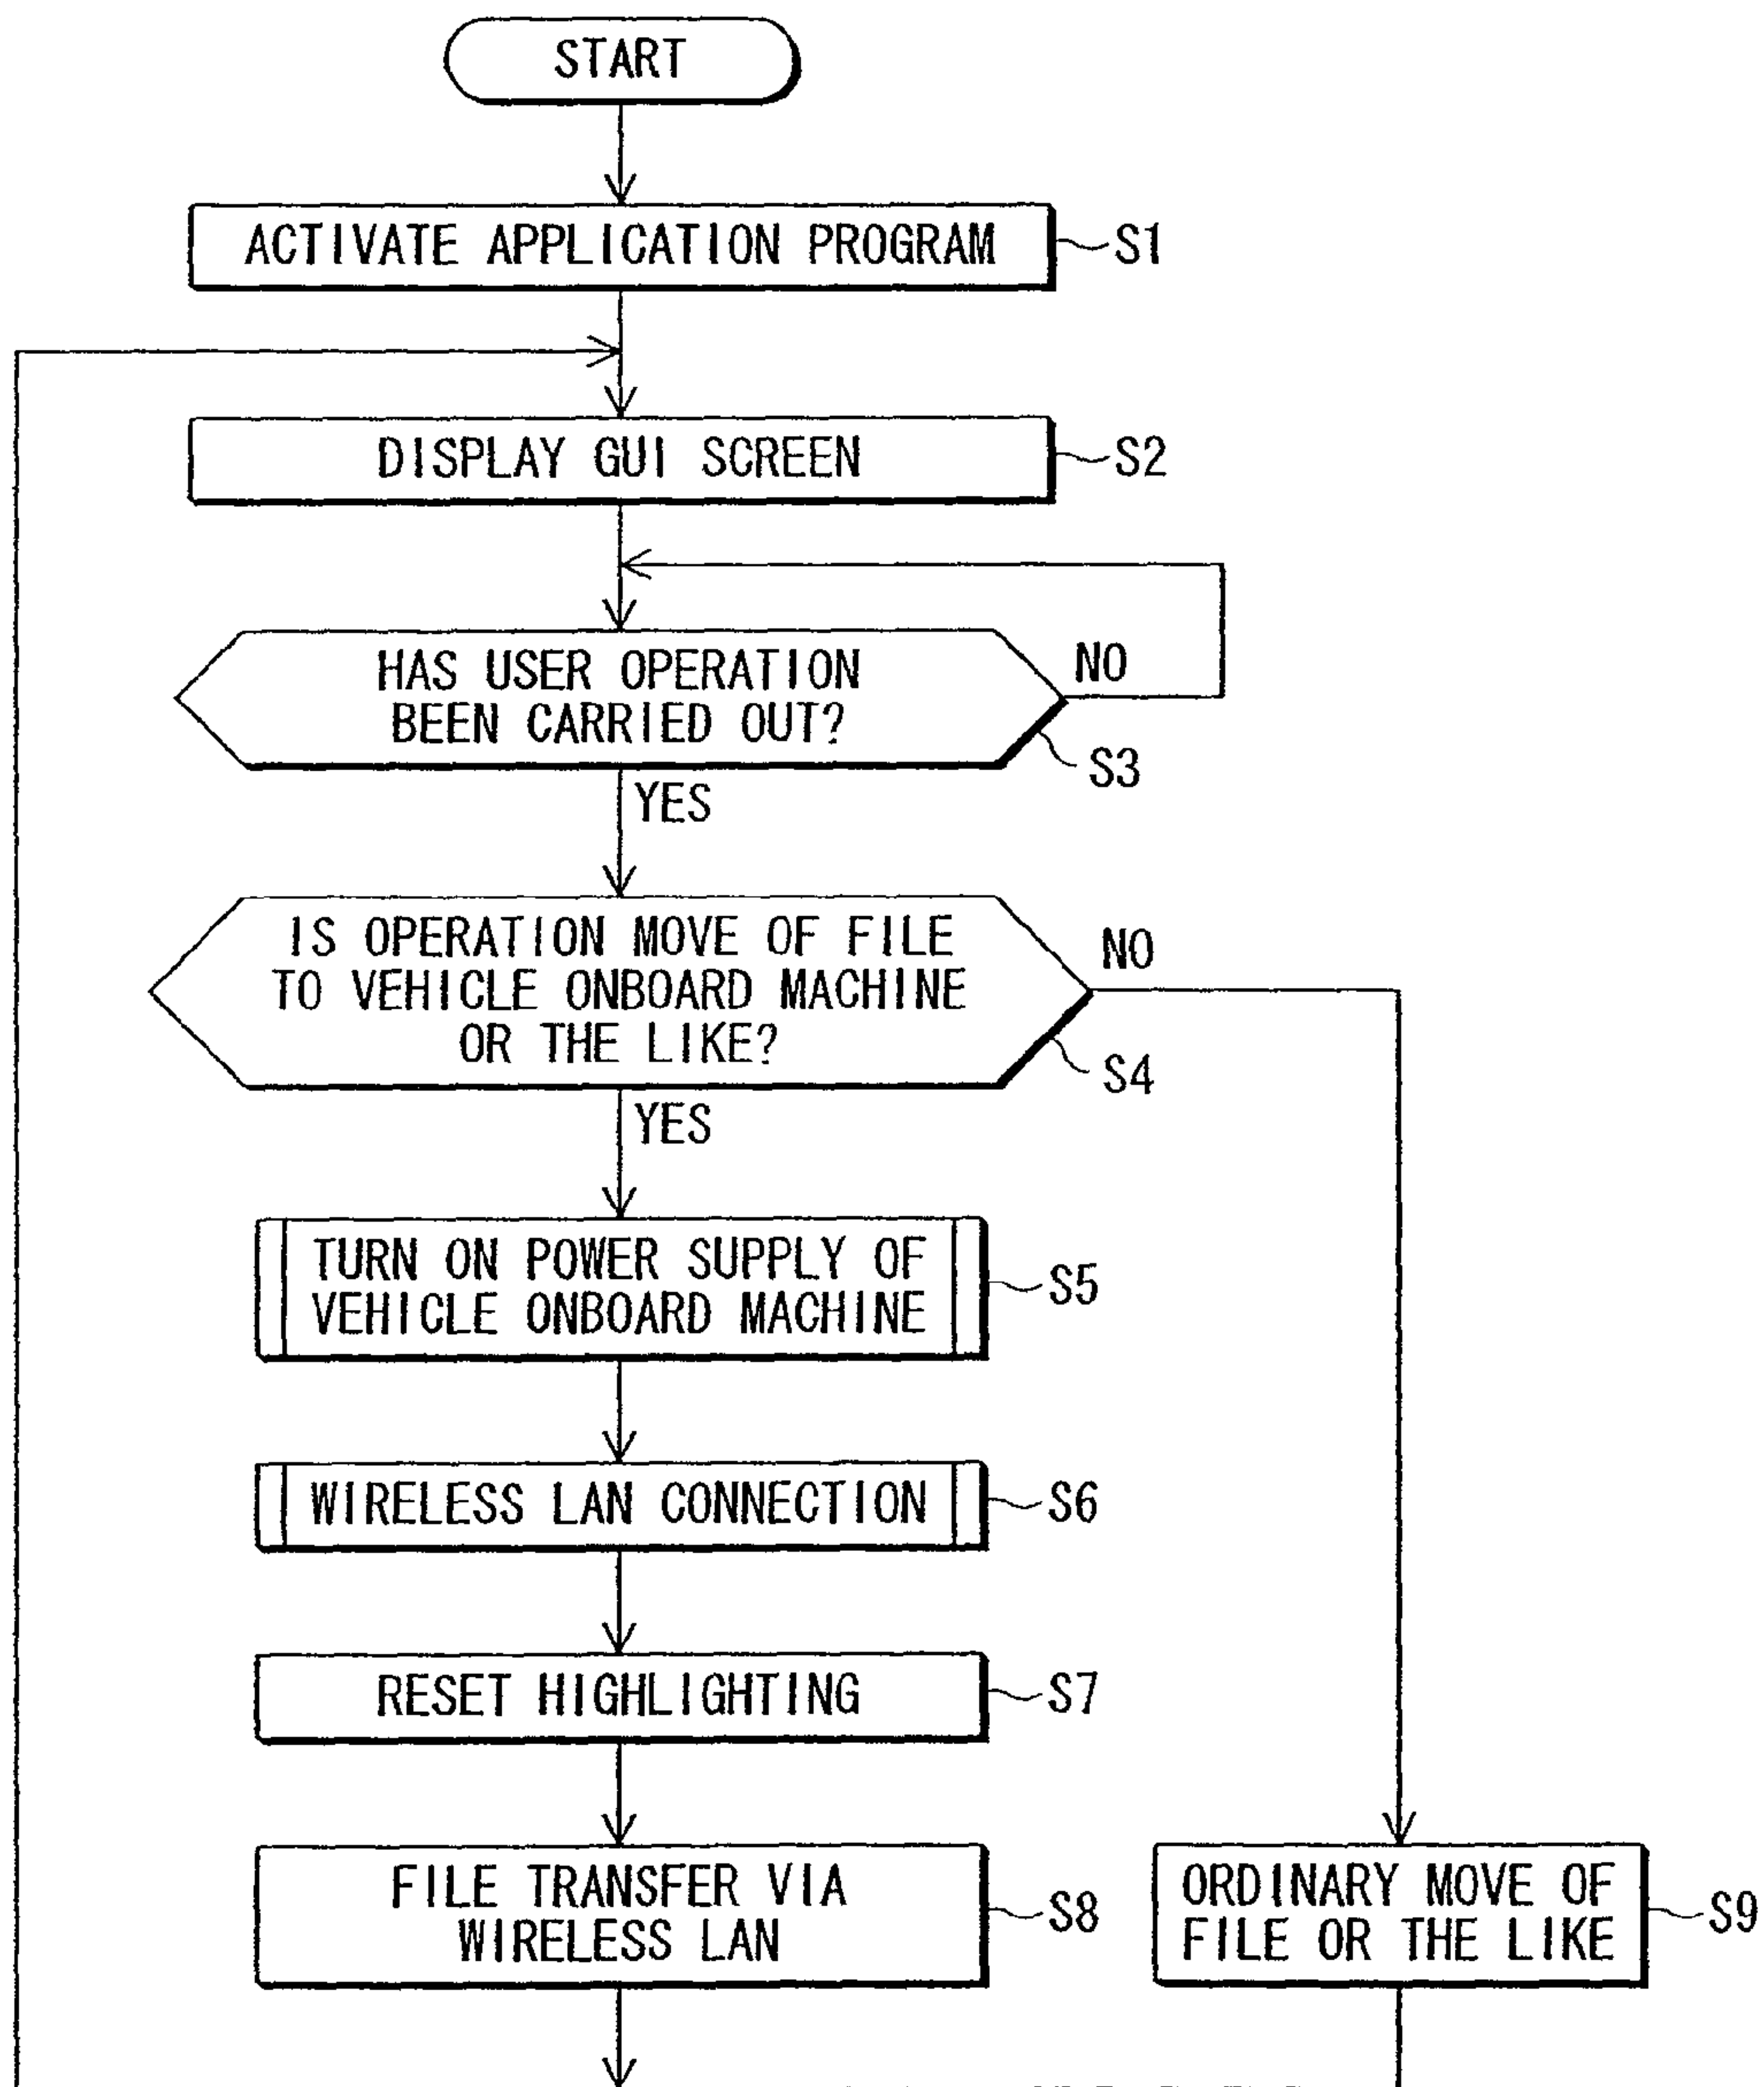 START
ACTIVATE APPLICATION PROGRAM
S1
DISPLAY GUI SCREEN
S2
HAS USER OPERATION
BEEN CARRIED OUT?
NO
S3
YES
IS OPERATION MOVE OF FILE
TO VEHICLE ONBOARD MACHINE
OR THE LIKE?
NO
S4
YES
TURN ON POWER SUPPLY OF
VEHICLE ONBOARD MACHINE
S5
WIRELESS LAN CONNECTION
S6
RESET HIGHLIGHTING
S7
FILE TRANSFER VIA
WIRELESS LAN
S8
ORDINARY MOVE OF
FILE OR THE LIKE
S9